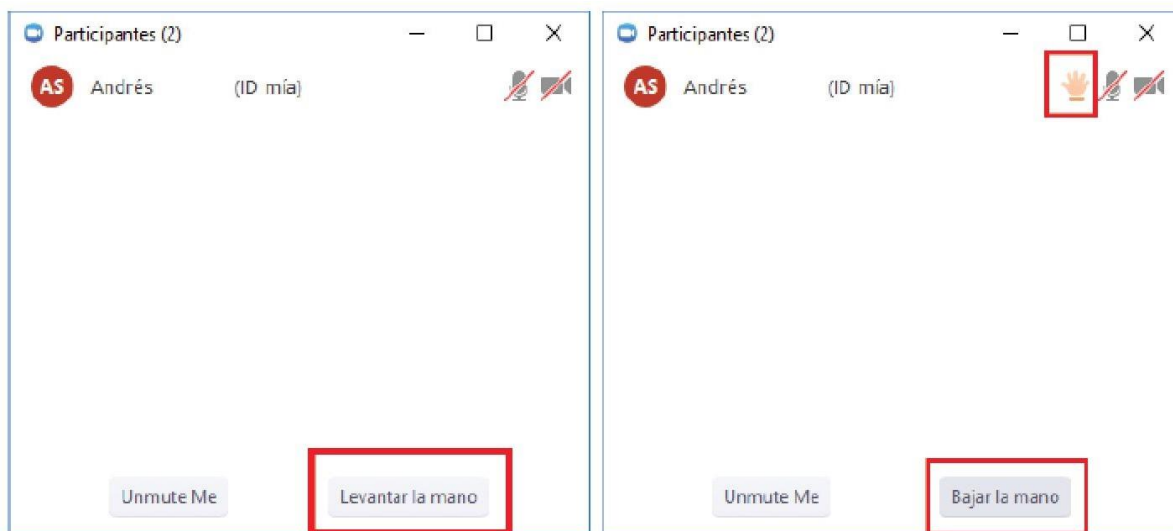 Participantes (2)
AS Andrés (ID mía)
Unmute Me Levantar la mano
Participantes (2)
AS Andrés (ID mía)
Unmute Me Bajar la mano